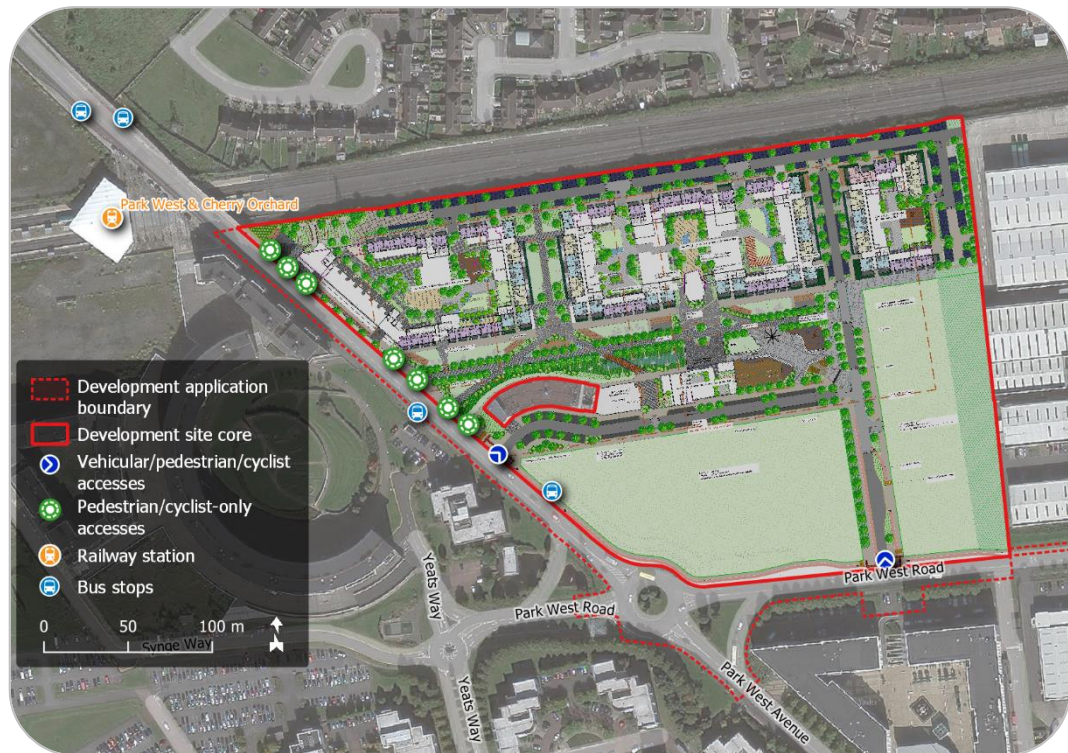 Park West & Cherry Orchard
Development application
boundary
Development site core
Vehicular/pedestrian/cyclist
accesses
Pedestrian/cyclist-only
accesses
Railway station
Bus stops
0 50 100 m
Synge Way
Yeats Way
Yeats Way
Park West Road
Park West Road
Park West Avenue